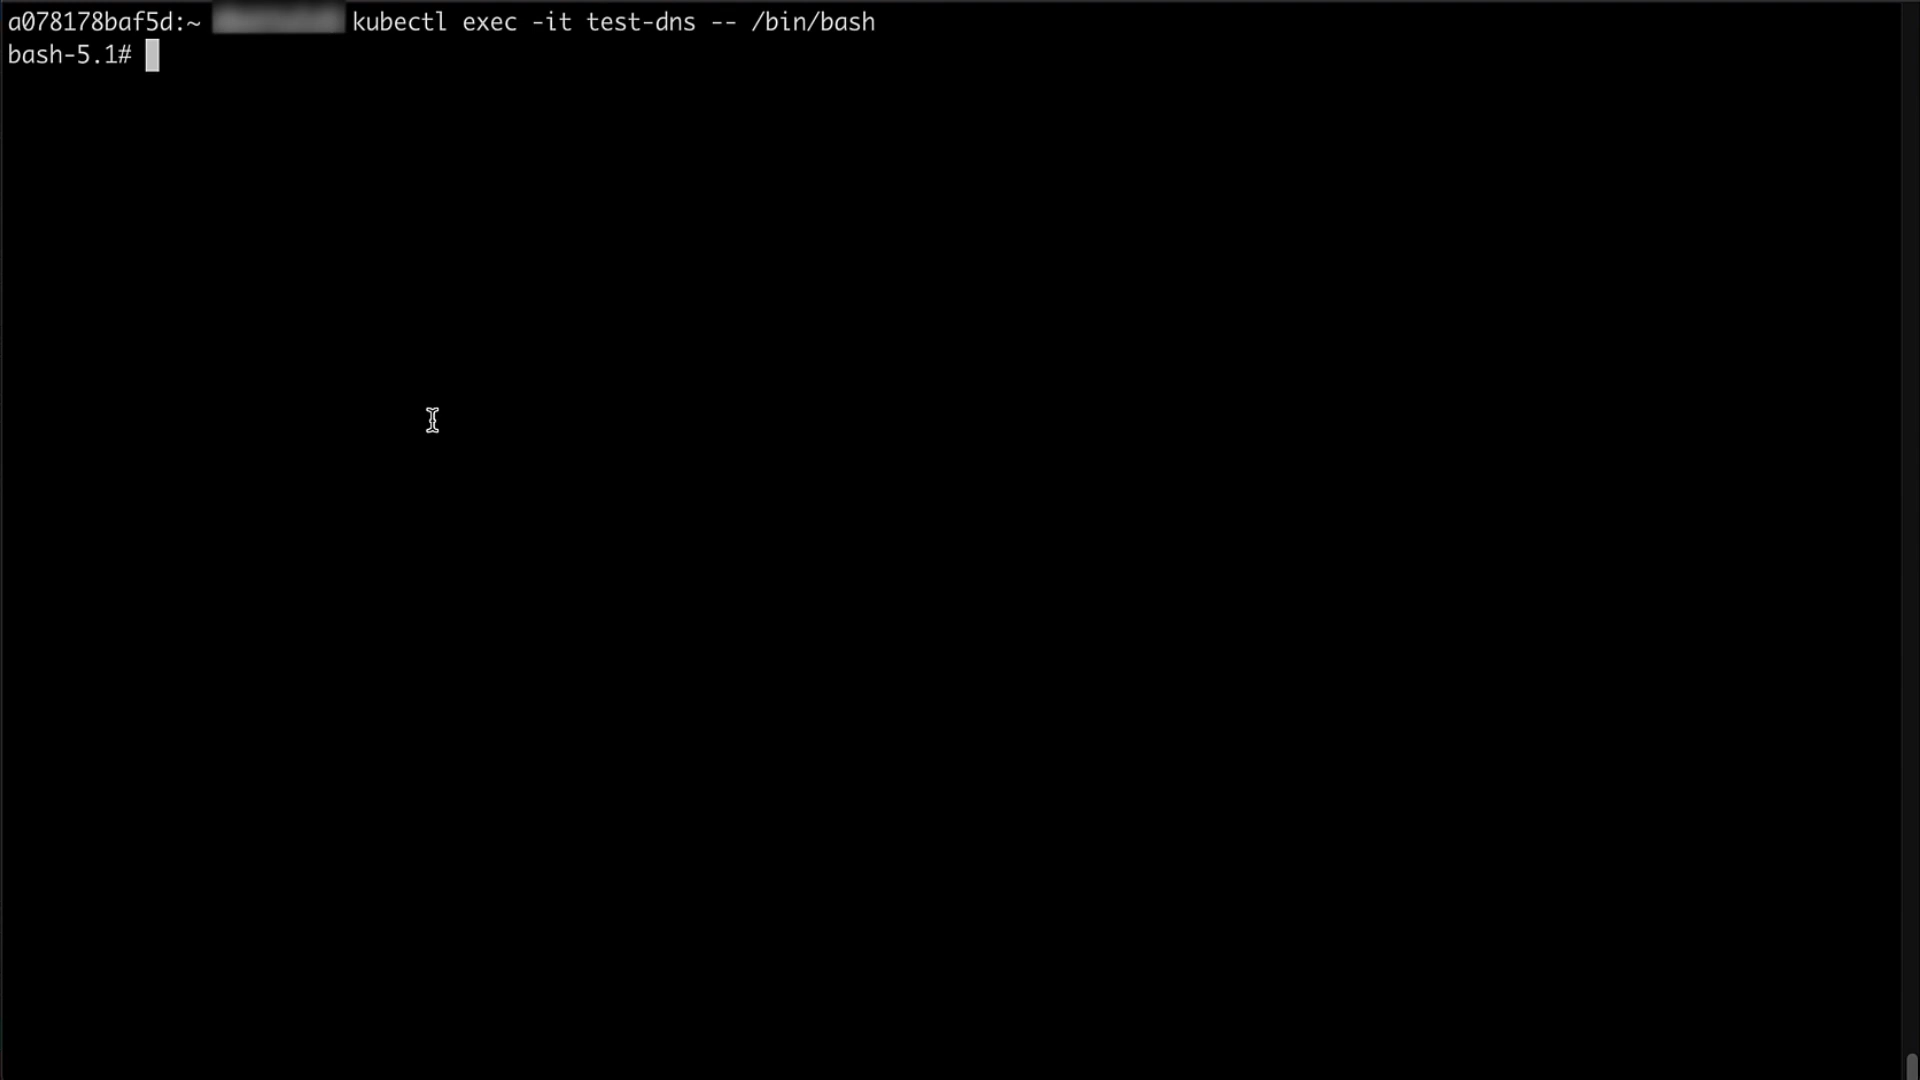 a078178baf5d:~ kubectl exec -it test-dns -- /bin/bash
bash-5.1#